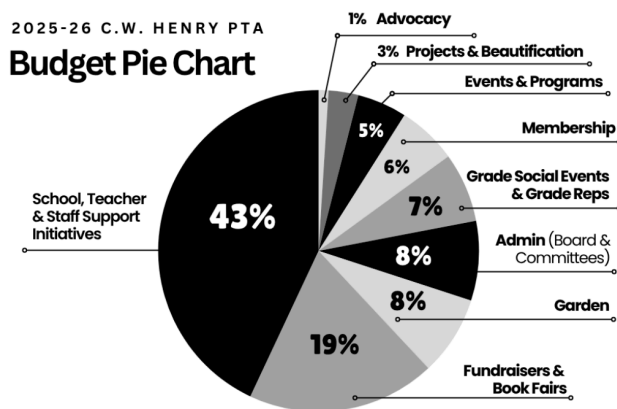 2025-26 C.W. HENRY PTA
Budget Pie Chart
1% Advocacy
3% Projects & Beautification
Events & Programs
5%
Membership
6%
Grade Social Events
& Grade Reps
7%
Admin (Board &
Committees)
8%
Garden
8%
Fundraisers &
Book Fairs
19%
School, Teacher
& Staff Support
Initiatives
43%